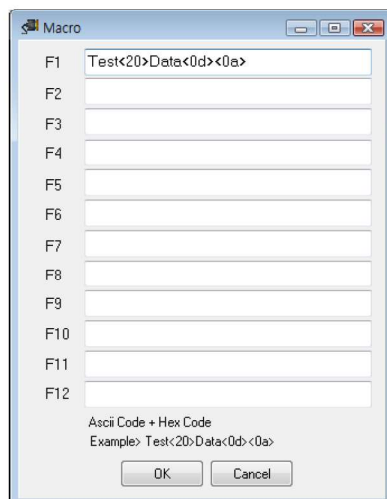 Macro
F1 Test<20>Data<0d><0a>
F2
F3
F4
F5
F6
F7
F8
F9
F10
F11
F12
Ascii Code + Hex Code
Example> Test<20>Data<0d><0a>
OK Cancel